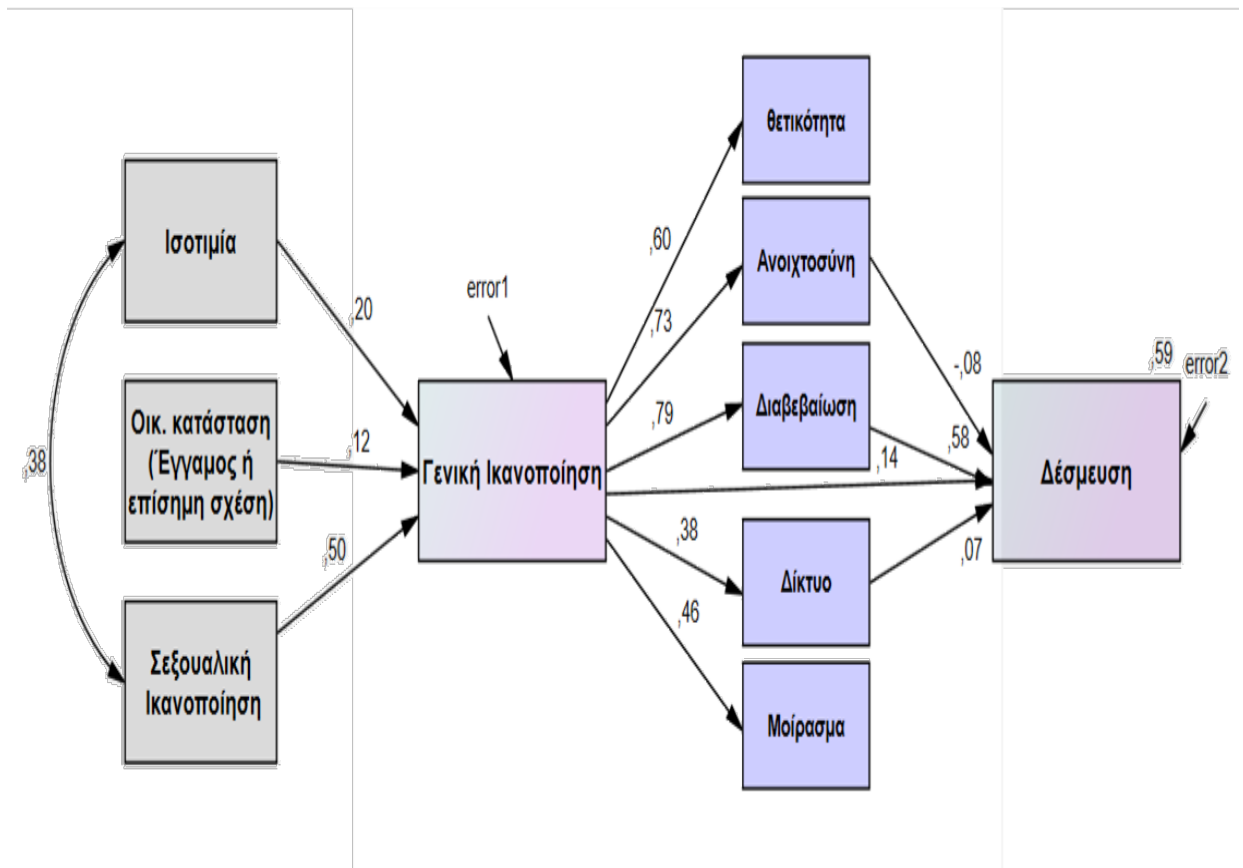 θετικότητα
Ισοτιμία
,20
,38
Οικ. κατάσταση
(Έγγαμος ή
επίσημη σχέση)
,12
Σεξουαλική
Ικανοποίηση
,50
error1
Γενική Ικανοποίηση
,60
,73
,79
,38
,46
Ανοιχτοσύνη
Διαβεβαίωση
Δίκτυο
Μοίρασμα
-,08
,58
,14
,07
,59
error2
Δέσμευση